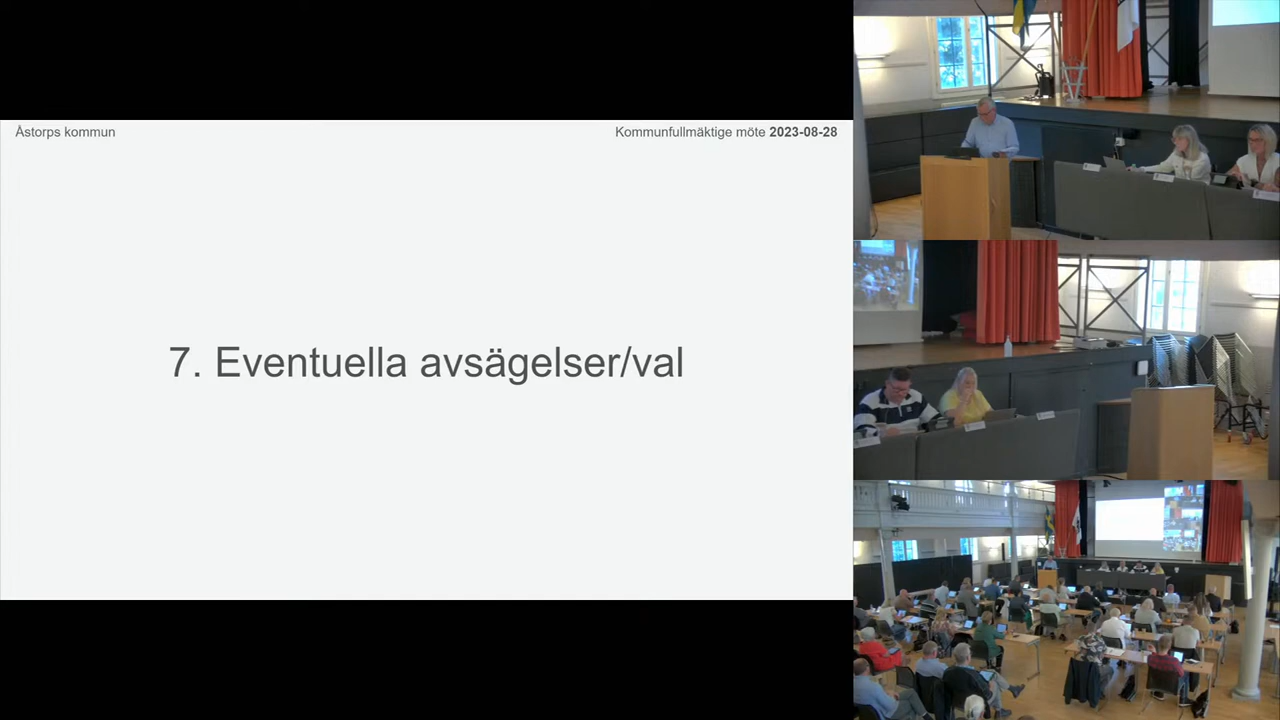 Åstorps kommun
Kommunfullmäktige möte 2023-08-28
7. Eventuella avsägelser/val